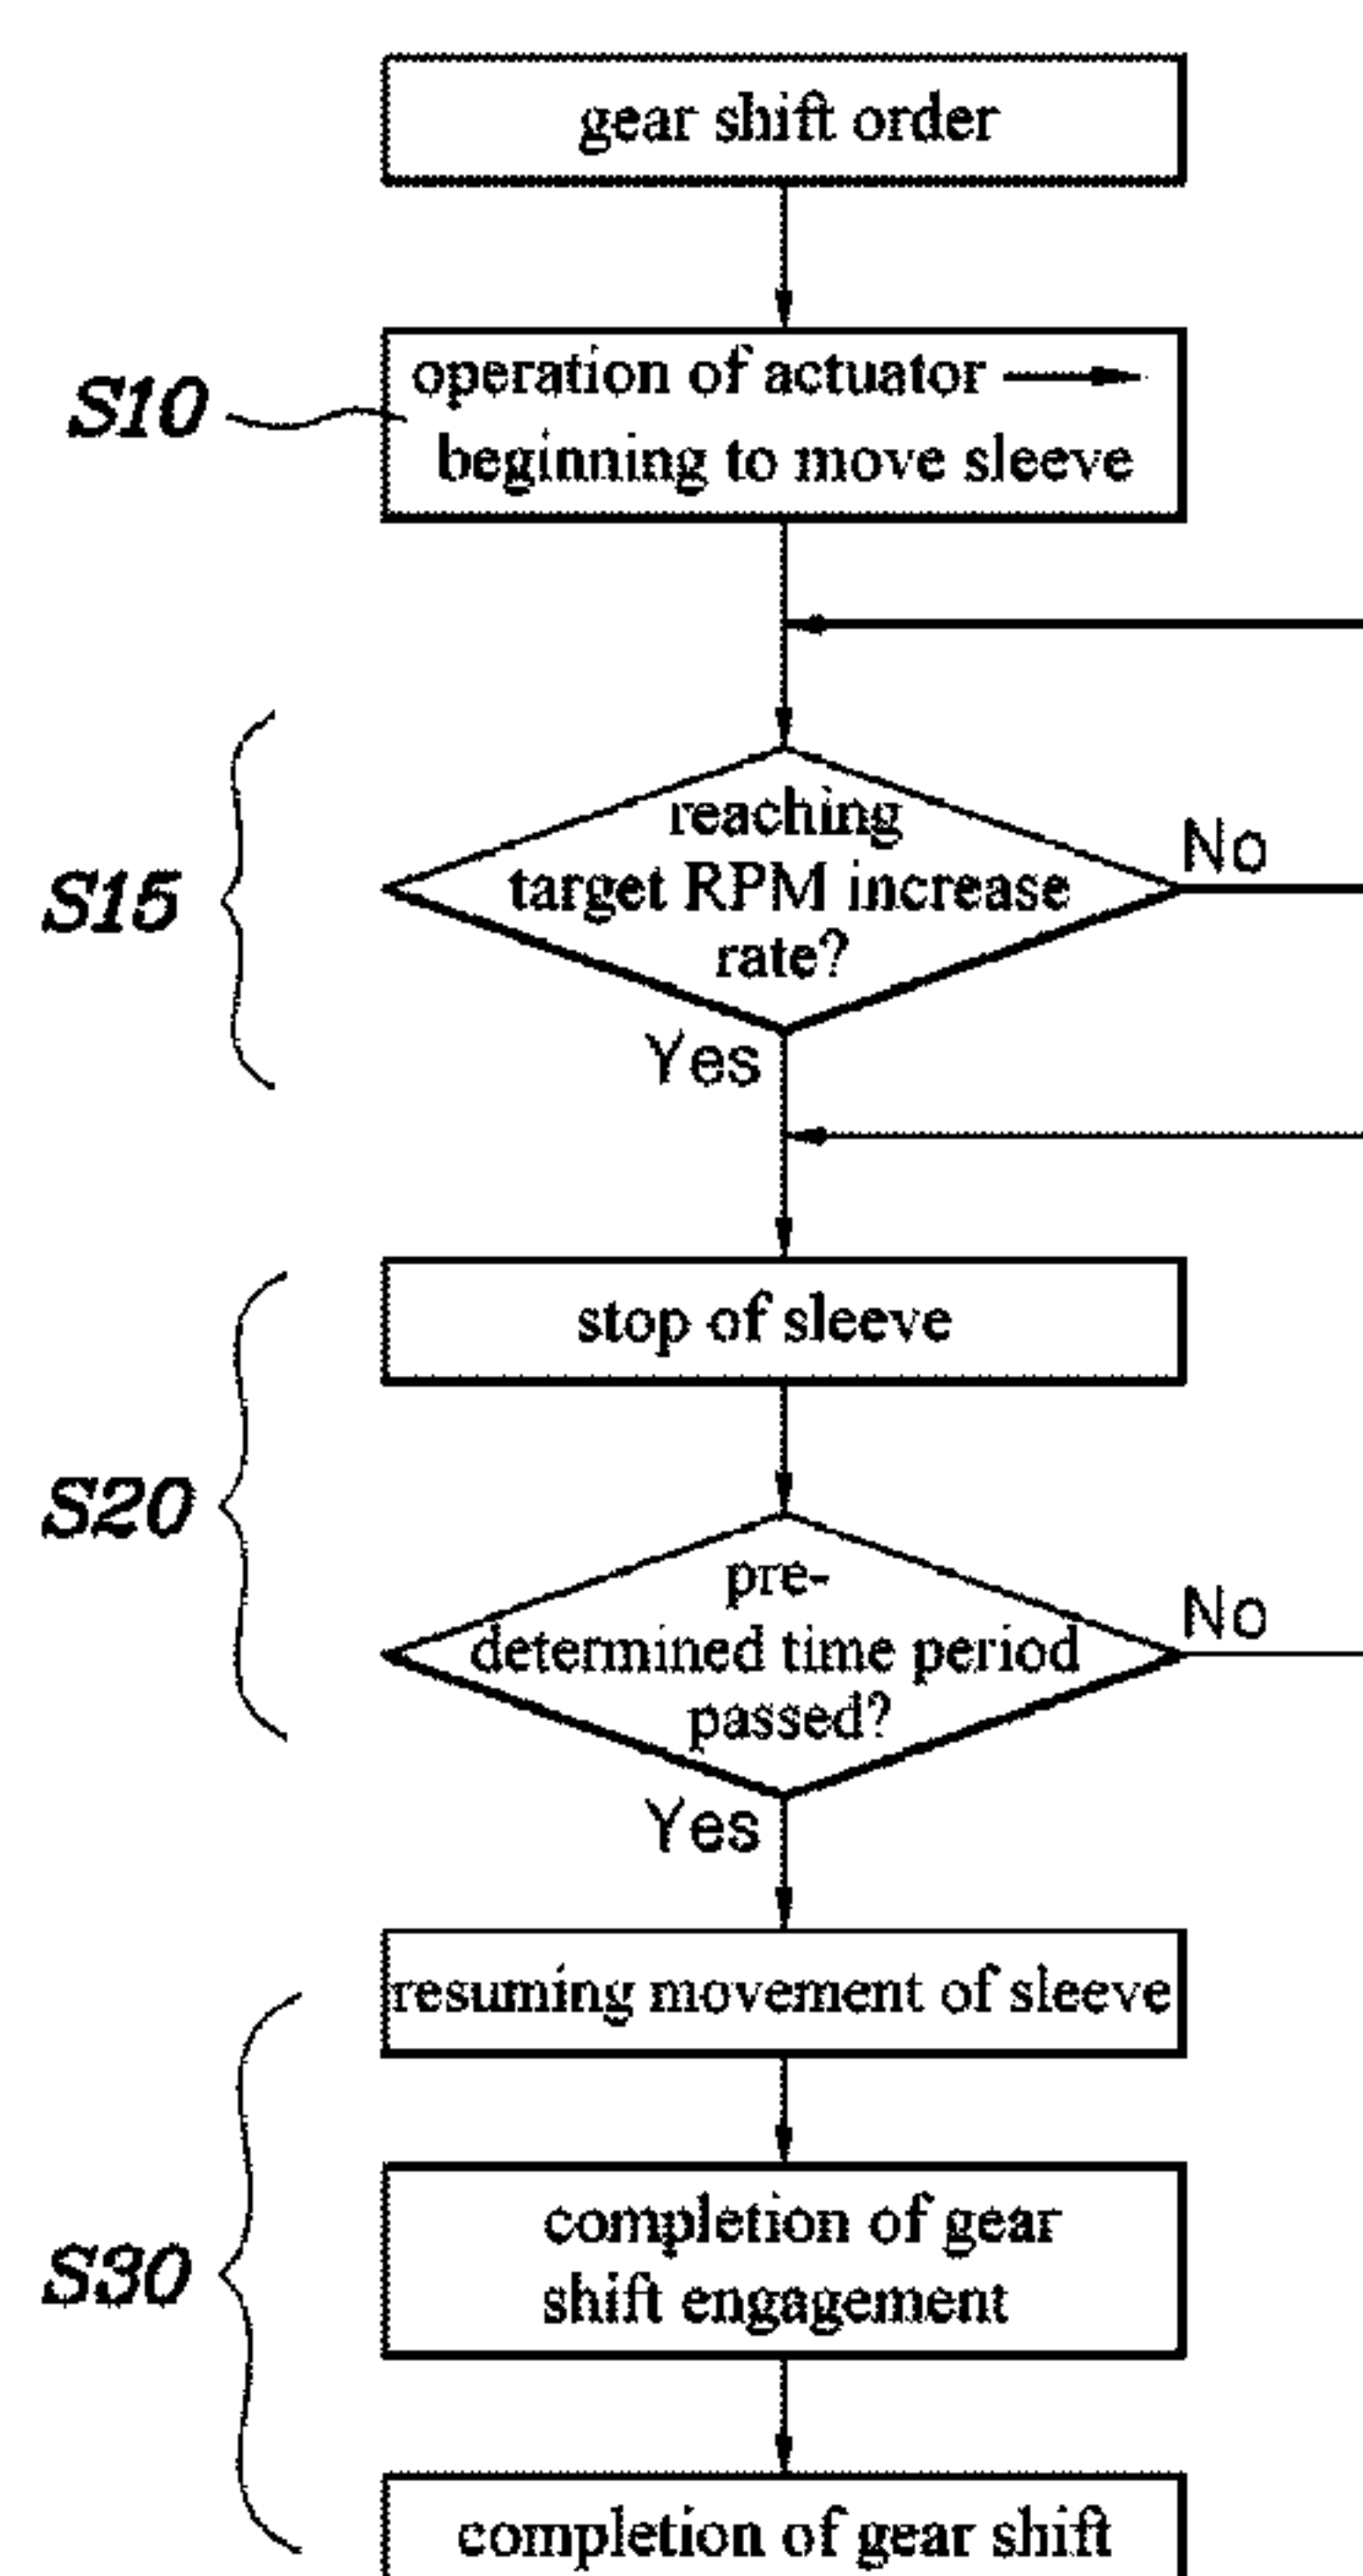 gear shift order
S10
operation of actuator
beginning to move sleeve
reaching
target RPM increase
rate?
No
S15
Yes
stop of sleeve
S20
pre-
determined time period
passed?
No
Yes
resuming movement of sleeve
completion of gear
shift engagement
S30
completion of gear shift